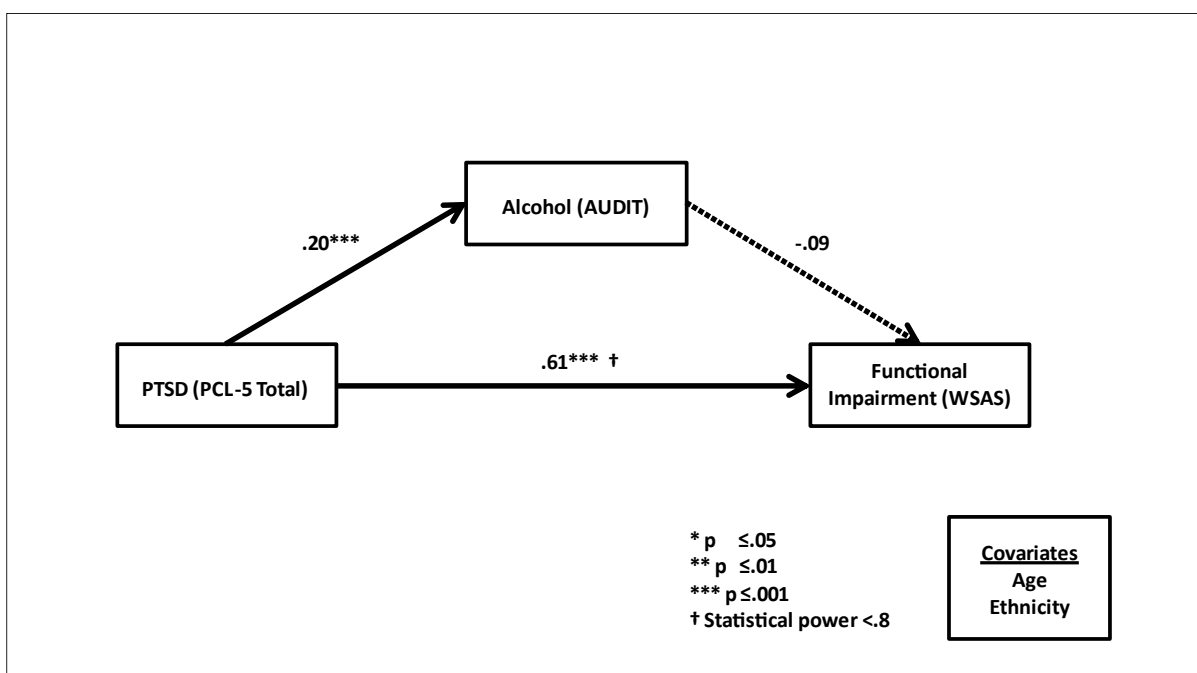 Alcohol (AUDIT)
.20***
-.09
PTSD (PCL-5 Total)
.61*** †
Functional
Impairment (WSAS)
* p ≤.05
** p ≤.01
*** p ≤.001
† Statistical power <.8
Covariates
Age
Ethnicity